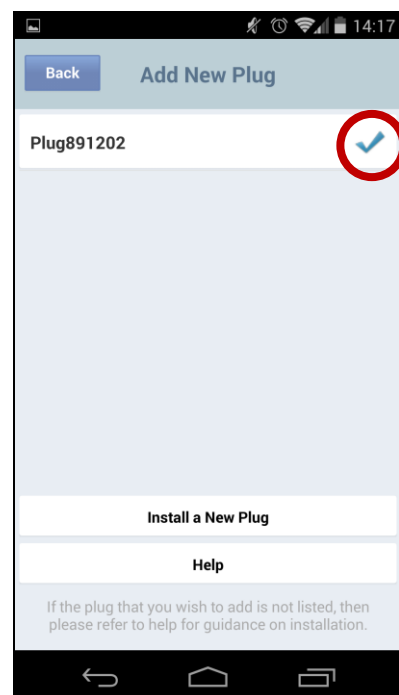 14:17
Back
Add New Plug
Plug891202
Install a New Plug
Help
If the plug that you wish to add is not listed, then
please refer to help for guidance on installation.